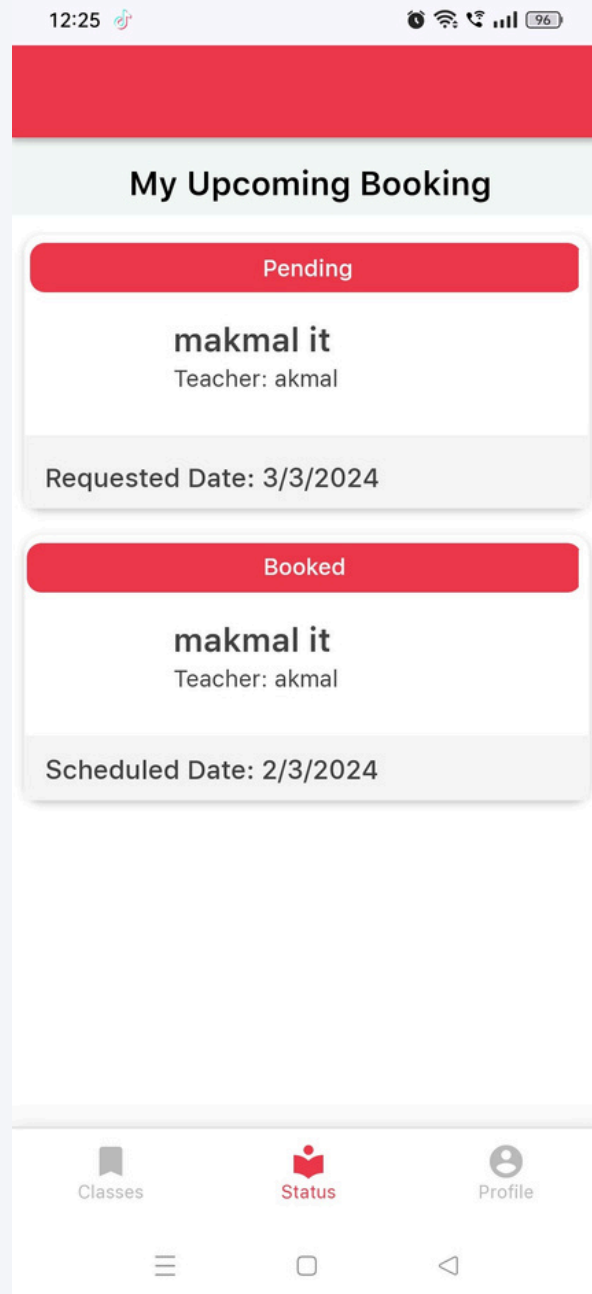 12:25
96
My Upcoming Booking
Pending
makmal it
Teacher: akmal
Requested Date: 3/3/2024
Booked
makmal it
Teacher: akmal
Scheduled Date: 2/3/2024
Classes
Status
Profile